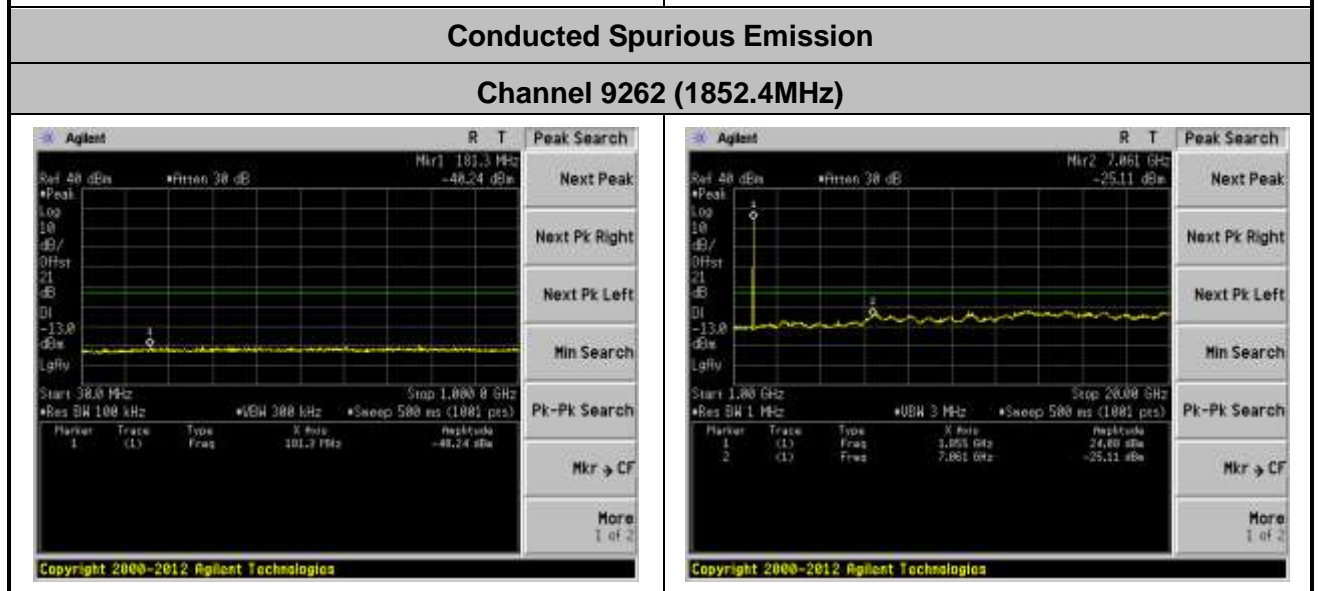 Conducted Spurious Emission
Channel 9262 (1852.4MHz)
Agilent R T Peak Search
Mkr1 181.3 MHz
Ref 40 dBm #Atten 30 dB -40.24 dBm
#Peak
Log
10
dB/
Offst
21
dB
DI
-13.0
dBm
LgAv
1
Start 30.0 MHz Stop 1.000 0 GHz
#Res BW 100 kHz #VBW 300 kHz #Sweep 500 ms (1001 pts)
Marker Trace Type X Axis Amplitude
1 (1) Freq 181.3 MHz -40.24 dBm
Next Peak
Next Pk Right
Next Pk Left
Min Search
Pk-Pk Search
Mkr → CF
More
1 of 2
Copyright 2000-2012 Agilent Technologies
Agilent R T Peak Search
Mkr2 7.061 GHz
Ref 40 dBm #Atten 30 dB -25.11 dBm
#Peak
Log
10
dB/
Offst
21
dB
DI
-13.0
dBm
LgAv
1
2
Start 1.00 GHz Stop 20.00 GHz
#Res BW 1 MHz #VBW 3 MHz #Sweep 500 ms (1001 pts)
Marker Trace Type X Axis Amplitude
1 (1) Freq 1.855 GHz
2 (1) Freq 7.061 GHz -25.11 dBm
Next Peak
Next Pk Right
Next Pk Left
Min Search
Pk-Pk Search
Mkr → CF
More
1 of 2
Copyright 2000-2012 Agilent Technologies